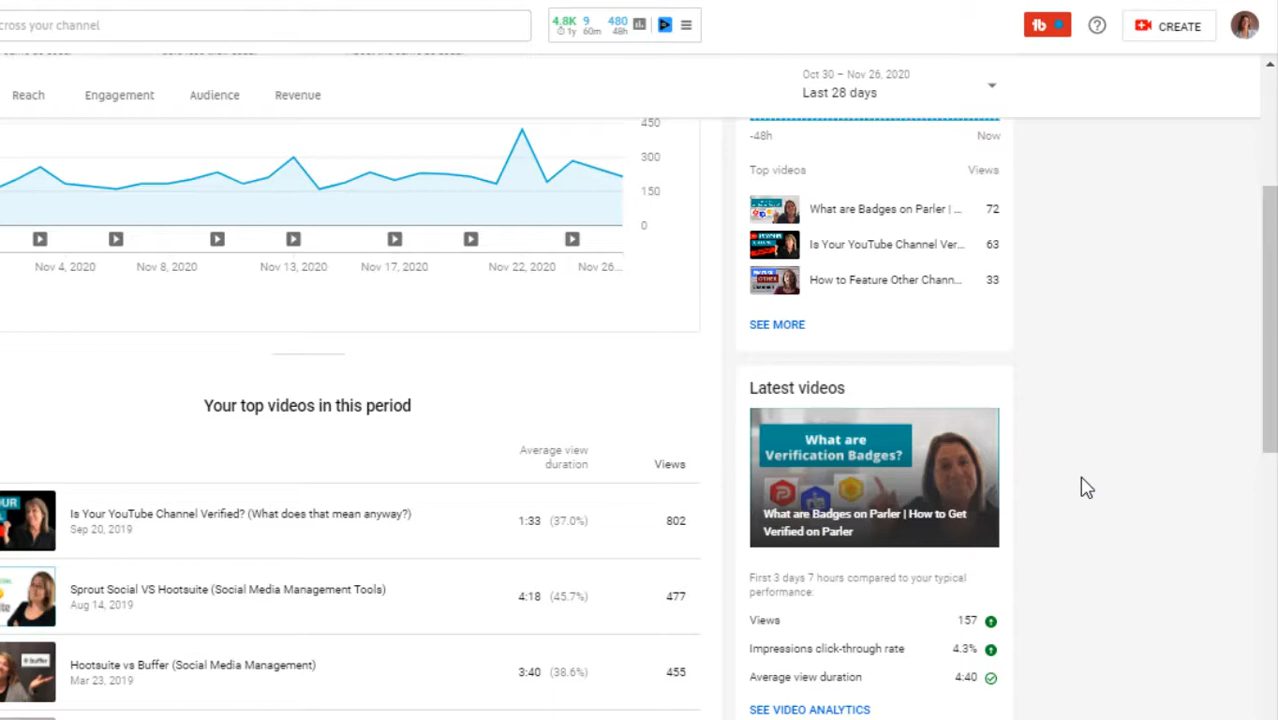 cross your channel
4.8K 9 480
1y 60m 48h
tb
CREATE
Oct 30 – Nov 26, 2020
Last 28 days
Reach Engagement Audience Revenue
450
300
150
0
Nov 4, 2020 Nov 8, 2020 Nov 13, 2020 Nov 17, 2020 Nov 22, 2020 Nov 26...
-48h Now
Top videos Views
What are Badges on Parler | ... 72
Is Your YouTube Channel Ver... 63
How to Feature Other Chann... 33
SEE MORE
Your top videos in this period
Average view
duration
Views
Is Your YouTube Channel Verified? (What does that mean anyway?)
Sep 20, 2019
1:33 (37.0%) 802
Sprout Social VS Hootsuite (Social Media Management Tools)
Aug 14, 2019
4:18 (45.7%) 477
Hootsuite vs Buffer (Social Media Management)
Mar 23, 2019
3:40 (38.6%) 455
Latest videos
What are
Verification Badges?
What are Badges on Parler | How to Get
Verified on Parler
First 3 days 7 hours compared to your typical
performance:
Views 157
Impressions click-through rate 4.3%
Average view duration 4:40
SEE VIDEO ANALYTICS